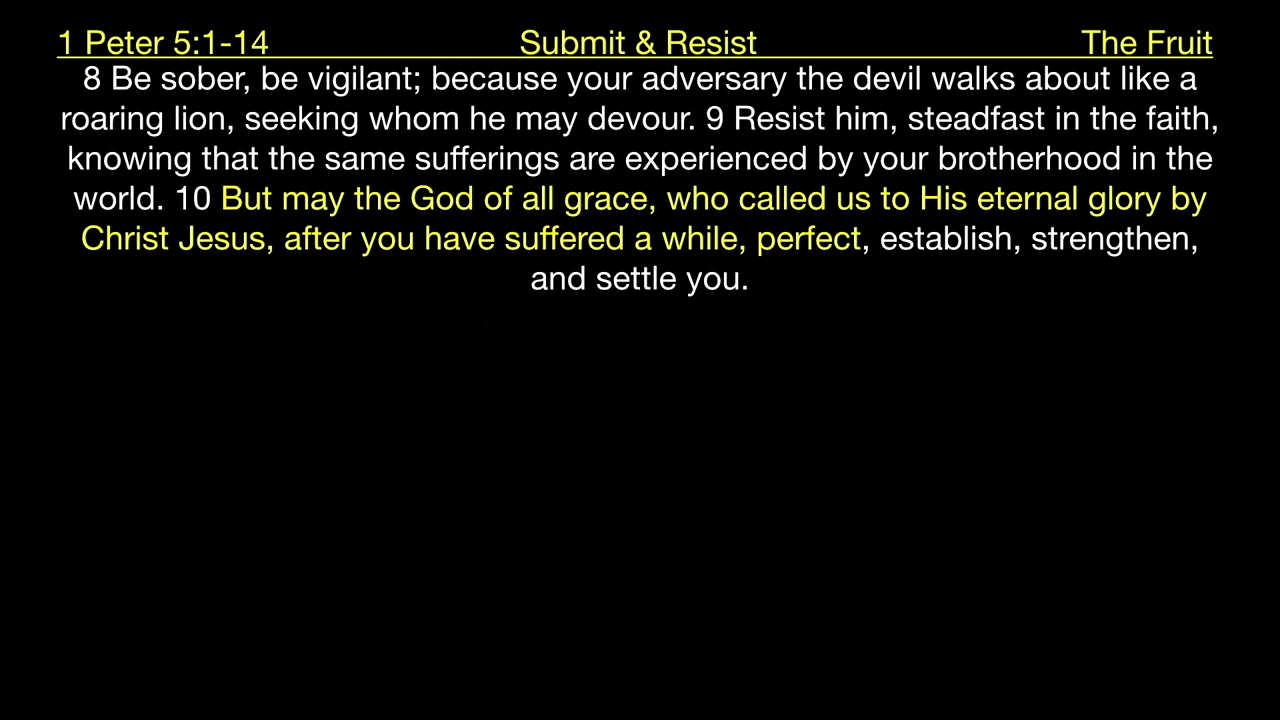 1 Peter 5:1-14 Submit & Resist The Fruit
8 Be sober, be vigilant; because your adversary the devil walks about like a
roaring lion, seeking whom he may devour. 9 Resist him, steadfast in the faith,
knowing that the same sufferings are experienced by your brotherhood in the
world. 10 But may the God of all grace, who called us to His eternal glory by
Christ Jesus, after you have suffered a while, perfect, establish, strengthen,
and settle you.